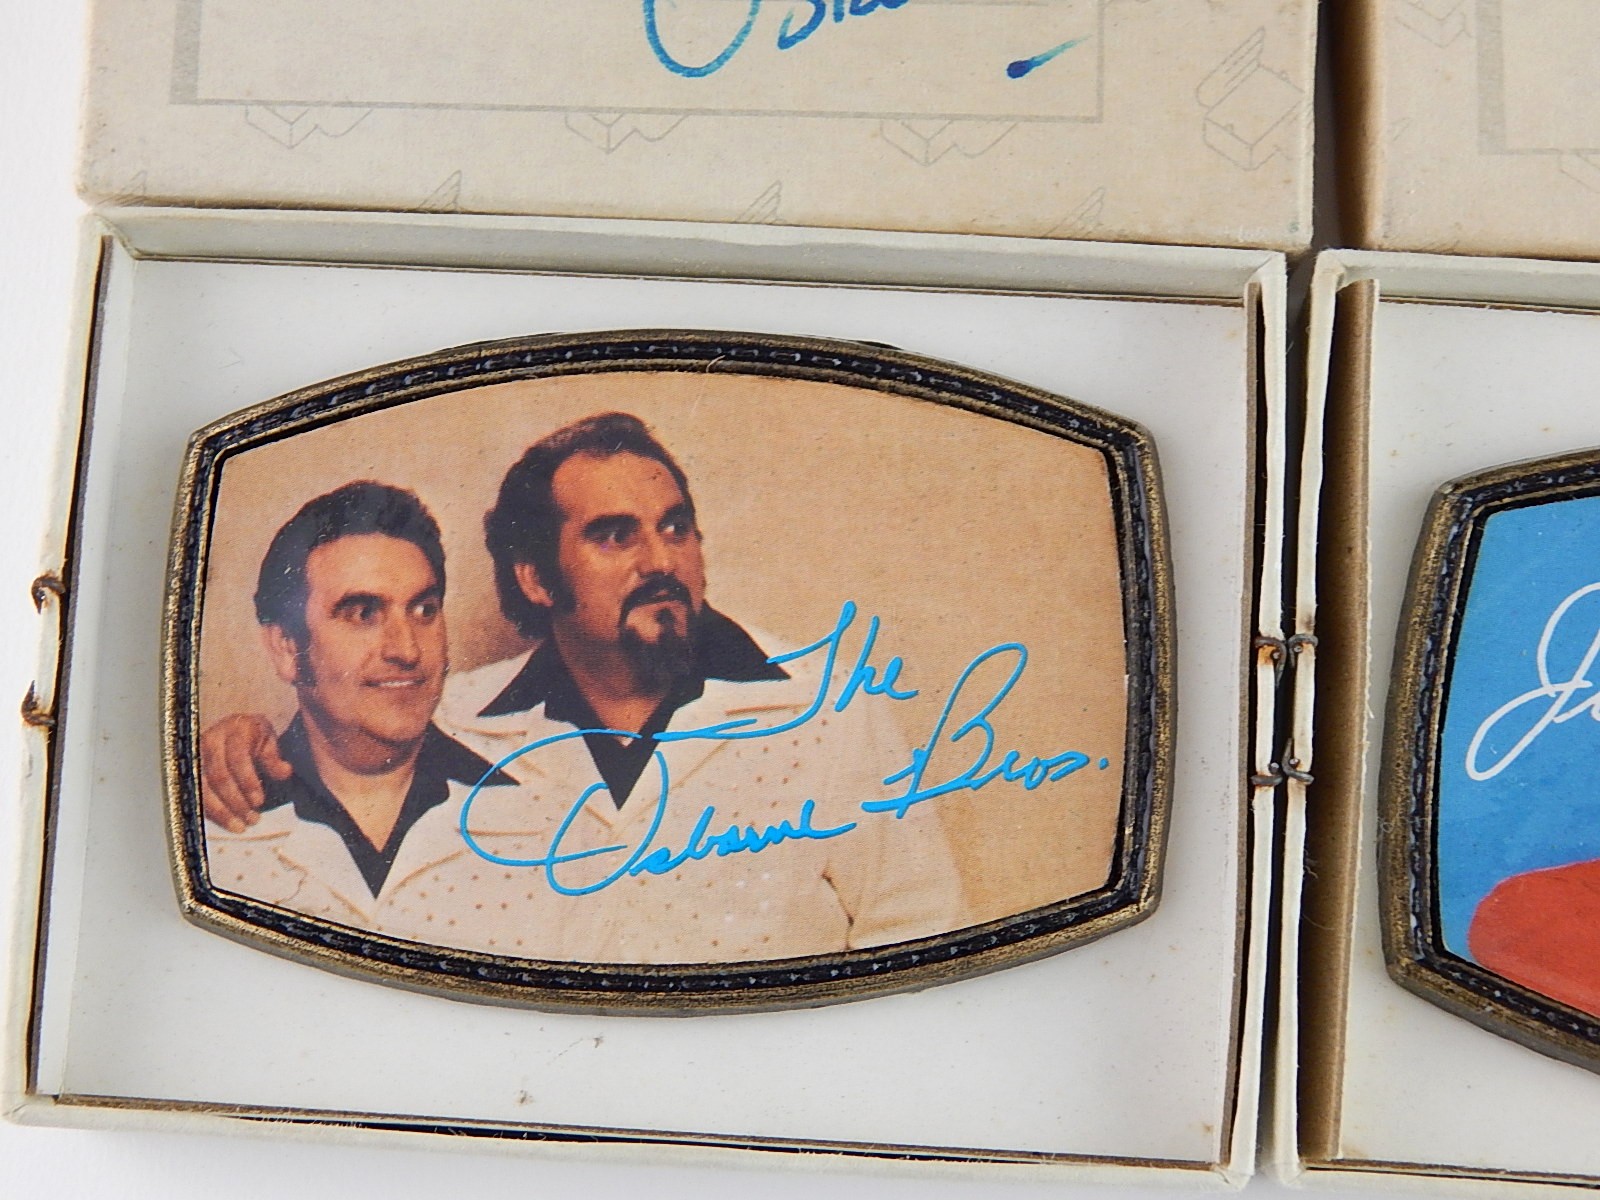 The
Osborne Bros.